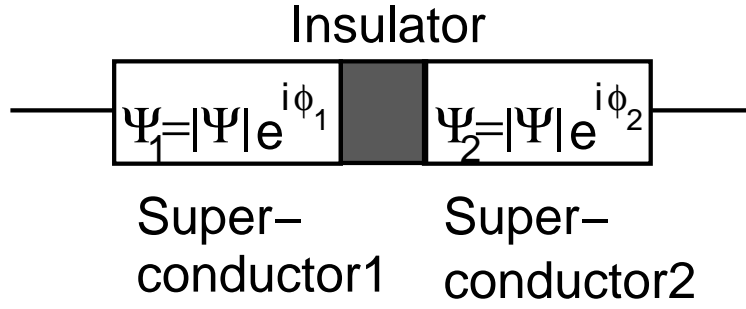 Insulator
Ψ₁=|Ψ| e^{iϕ₁}
Ψ₂=|Ψ| e^{iϕ₂}
Super–
conductor1
Super–
conductor2